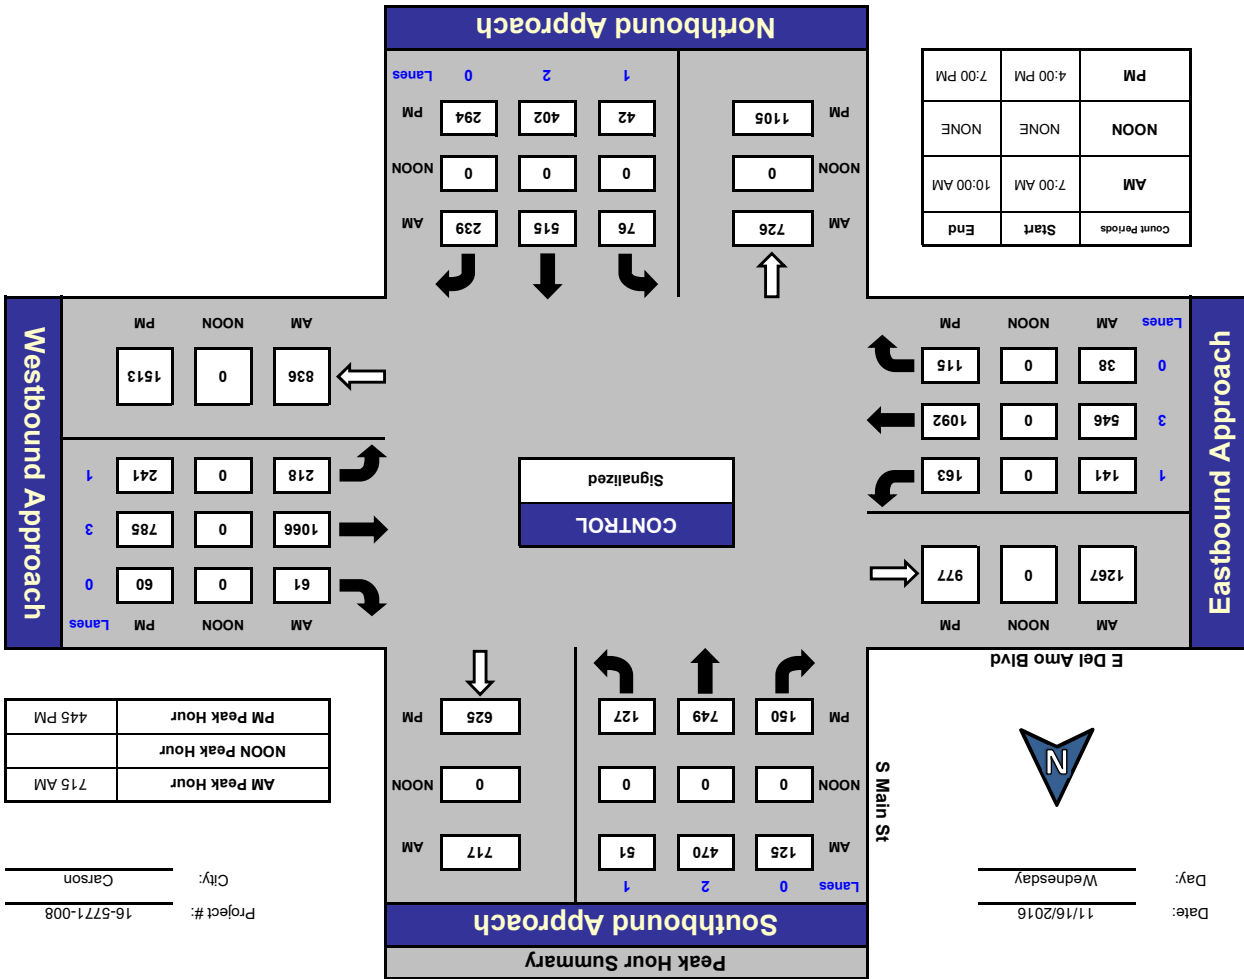 Peak Hour Summary
Southbound Approach
Date: 11/16/2016
Day: Wednesday
Project #: 16-5771-008
City: Carson
Lanes 0 2 1
AM 125 470 51 717 AM
NOON 0 0 0 0 NOON
PM 150 749 127 625 PM
S Main St
N
E Del Amo Blvd
AM Peak Hour 715 AM
NOON Peak Hour
PM Peak Hour 445 PM
Eastbound Approach
AM NOON PM
1267 0 977
1 141 0 163
3 546 0 1092
0 38 0 115
Lanes AM NOON PM
CONTROL
Signalized
AM NOON PM Lanes
61 0 60 0
1066 0 785 3
218 0 241 1
836 0 1513
AM NOON PM
Westbound Approach
Count Periods Start End
AM 7:00 AM 10:00 AM
NOON NONE NONE
PM 4:00 PM 7:00 PM
AM 726 76 515 239 AM
NOON 0 0 0 0 NOON
PM 1105 42 402 294 PM
1 2 0 Lanes
Northbound Approach